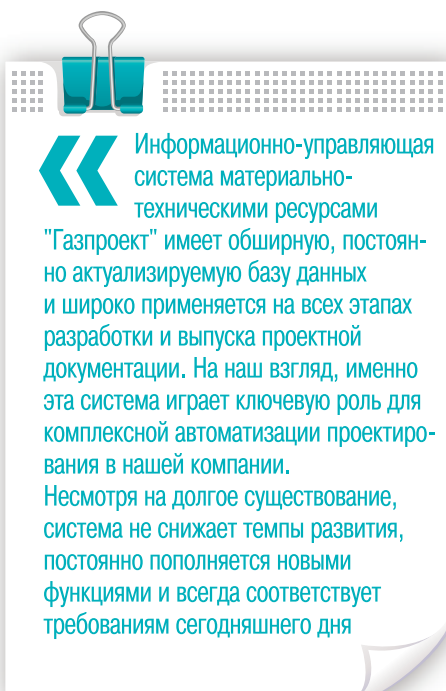 Информационно-управляющая
система материально-
техническими ресурсами
"Газпроект" имеет обширную, постоян-
но актуализируемую базу данных
и широко применяется на всех этапах
разработки и выпуска проектной
документации. На наш взгляд, именно
эта система играет ключевую роль для
комплексной автоматизации проектиро-
вания в нашей компании.
Несмотря на долгое существование,
система не снижает темпы развития,
постоянно пополняется новыми
функциями и всегда соответствует
требованиям сегодняшнего дня